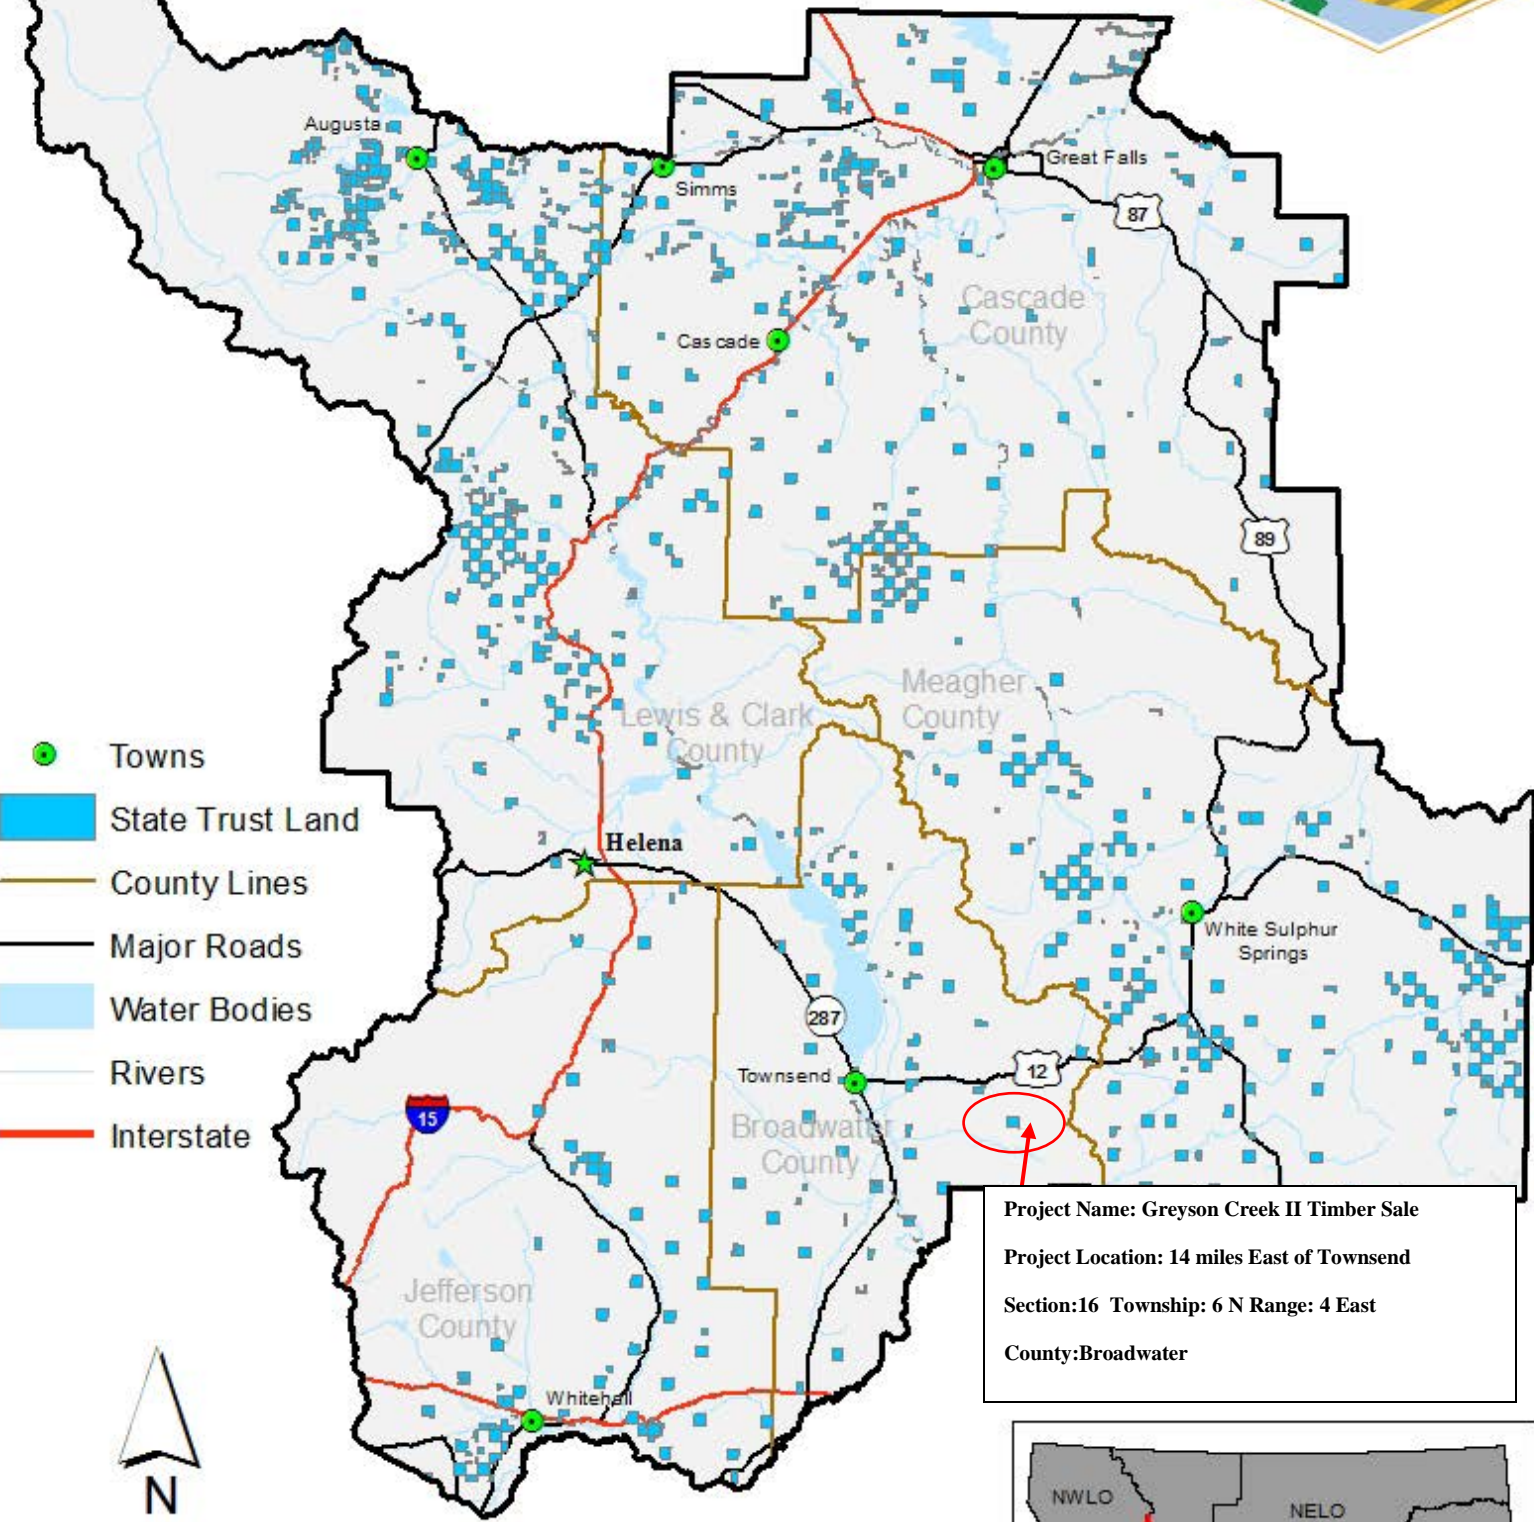 Augusta
Simms
Great Falls
87
Cascade
County
Cascade
89
Meagher
County
Lewis & Clark
County
Towns
State Trust Land
County Lines
Major Roads
Water Bodies
Rivers
Interstate
Helena
White Sulphur
Springs
287
Townsend
12
15
Broadwater
County
Project Name: Greyson Creek II Timber Sale
Project Location: 14 miles East of Townsend
Section:16 Township: 6 N Range: 4 East
County:Broadwater
Jefferson
County
Whitehall
N
NWLO
NELO